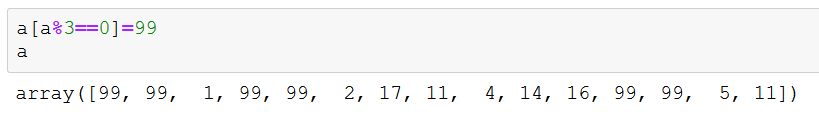 a[a%3==0]=99
a
array([99, 99,  1, 99, 99,  2, 17, 11,  4, 14, 16, 99, 99,  5, 11])